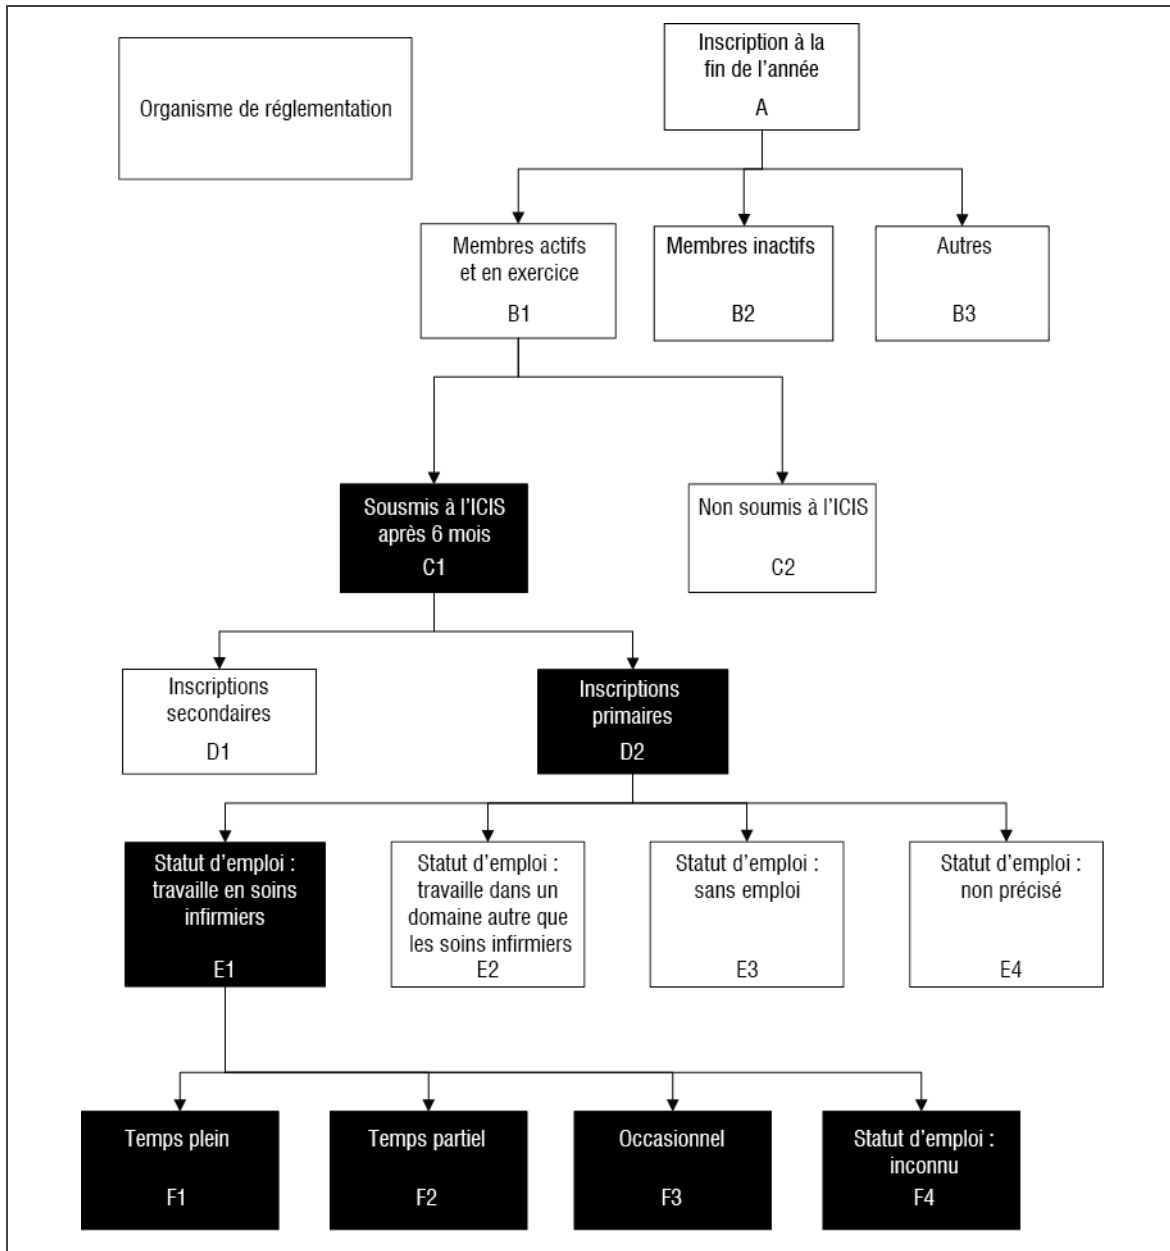 Organisme de réglementation
Inscription à la
fin de l'année
A
Membres actifs
et en exercice
B1
Membres inactifs
B2
Autres
B3
Sousmis à l'ICIS
après 6 mois
C1
Non soumis à l'ICIS
C2
Inscriptions
secondaires
D1
Inscriptions
primaires
D2
Statut d'emploi :
travaille en soins
infirmiers
E1
Statut d'emploi :
travaille dans un
domaine autre que
les soins infirmiers
E2
Statut d'emploi :
sans emploi
E3
Statut d'emploi :
non précisé
E4
Temps plein
F1
Temps partiel
F2
Occasionnel
F3
Statut d'emploi :
inconnu
F4